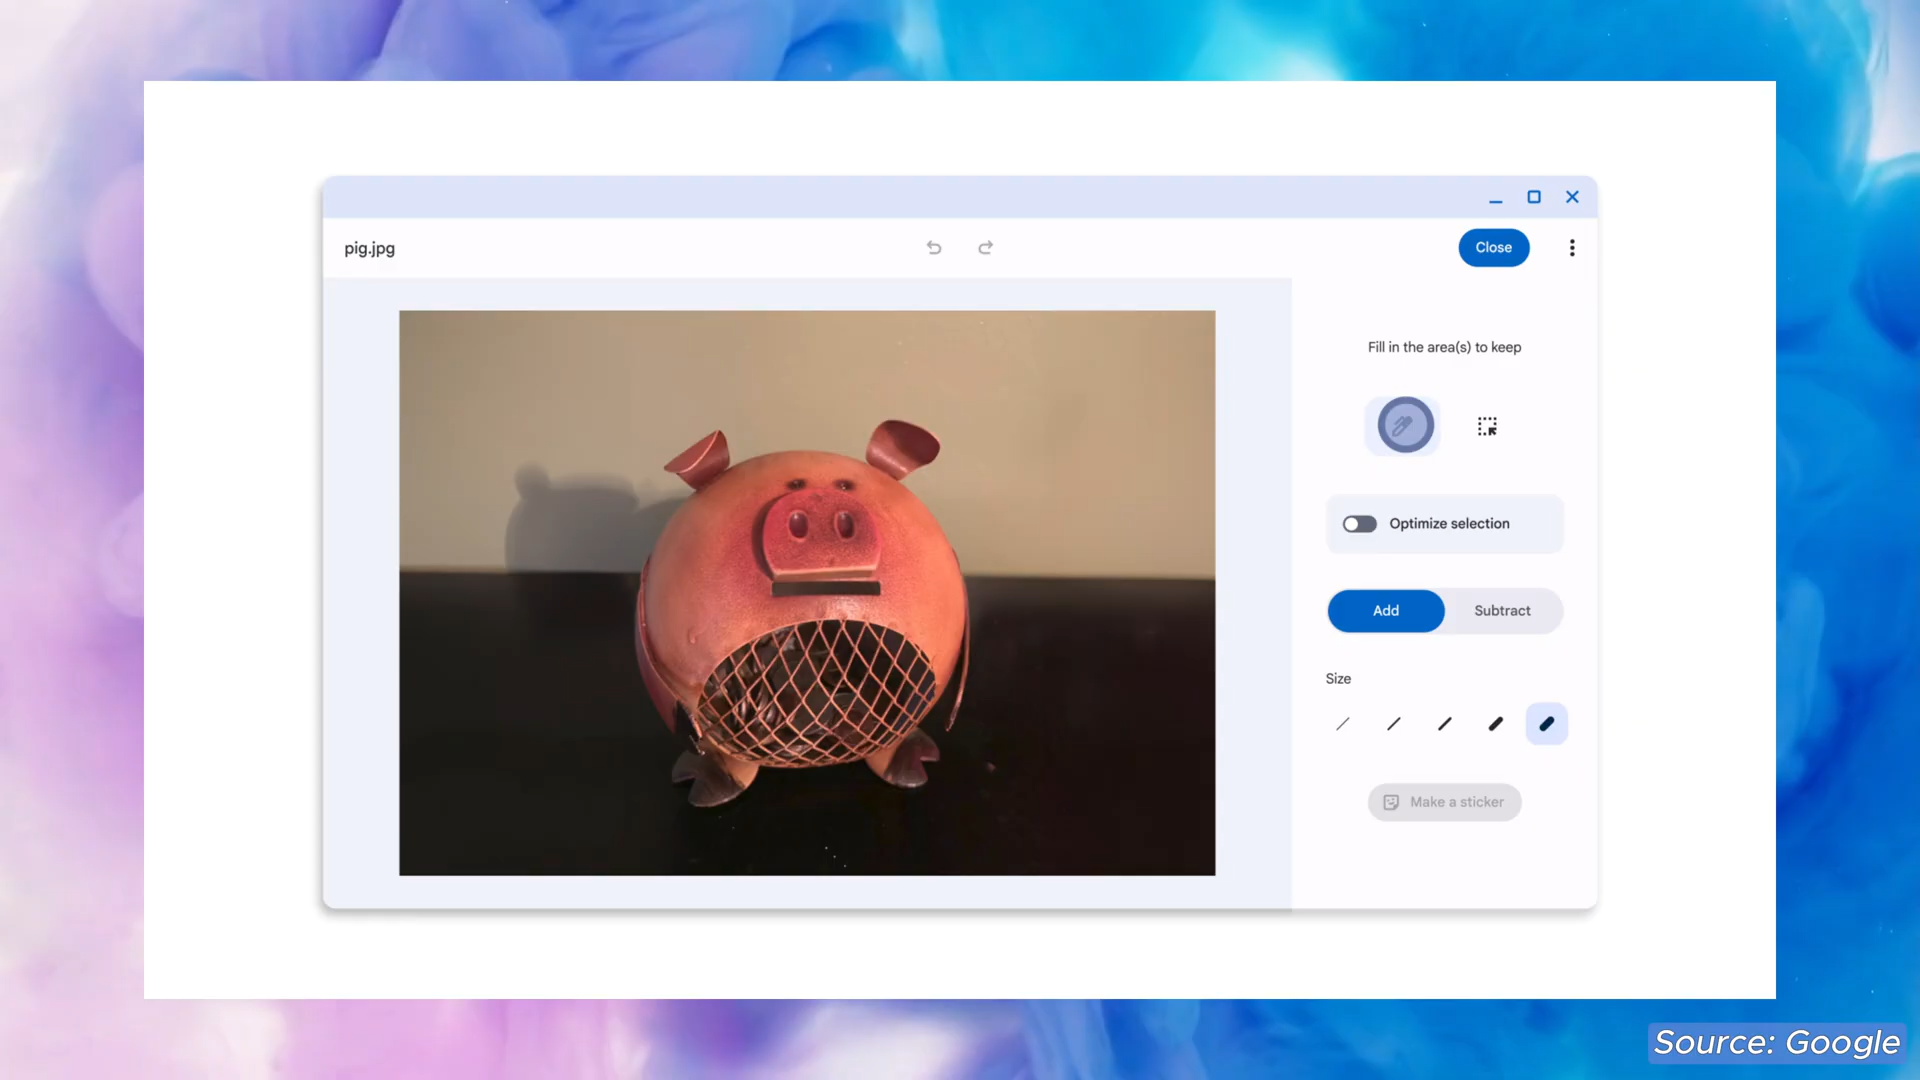 pig.jpg
Close
Fill in the area(s) to keep
Optimize selection
Add
Subtract
Size
Make a sticker
Source: Google